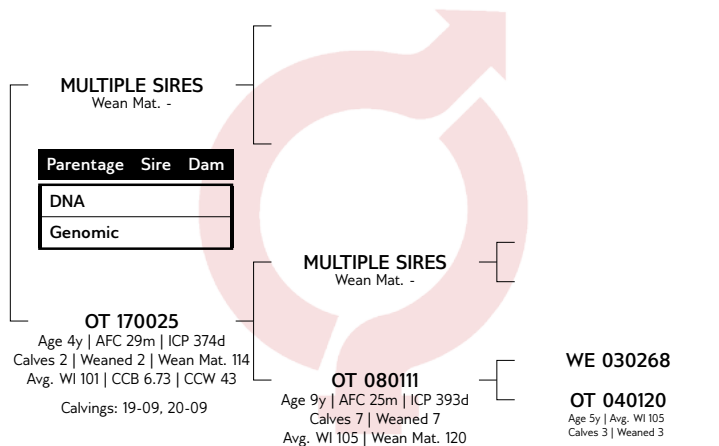 MULTIPLE SIRES
Wean Mat. -
Parentage Sire Dam
DNA
Genomic
MULTIPLE SIRES
Wean Mat. -
OT 170025
Age 4y | AFC 29m | ICP 374d
Calves 2 | Weaned 2 | Wean Mat. 114
Avg. WI 101 | CCB 6.73 | CCW 43
Calvings: 19-09, 20-09
OT 080111
Age 9y | AFC 25m | ICP 393d
Calves 7 | Weaned 7
Avg. WI 105 | Wean Mat. 120
WE 030268
OT 040120
Age 5y | Avg. WI 105
Calves 3 | Weaned 3